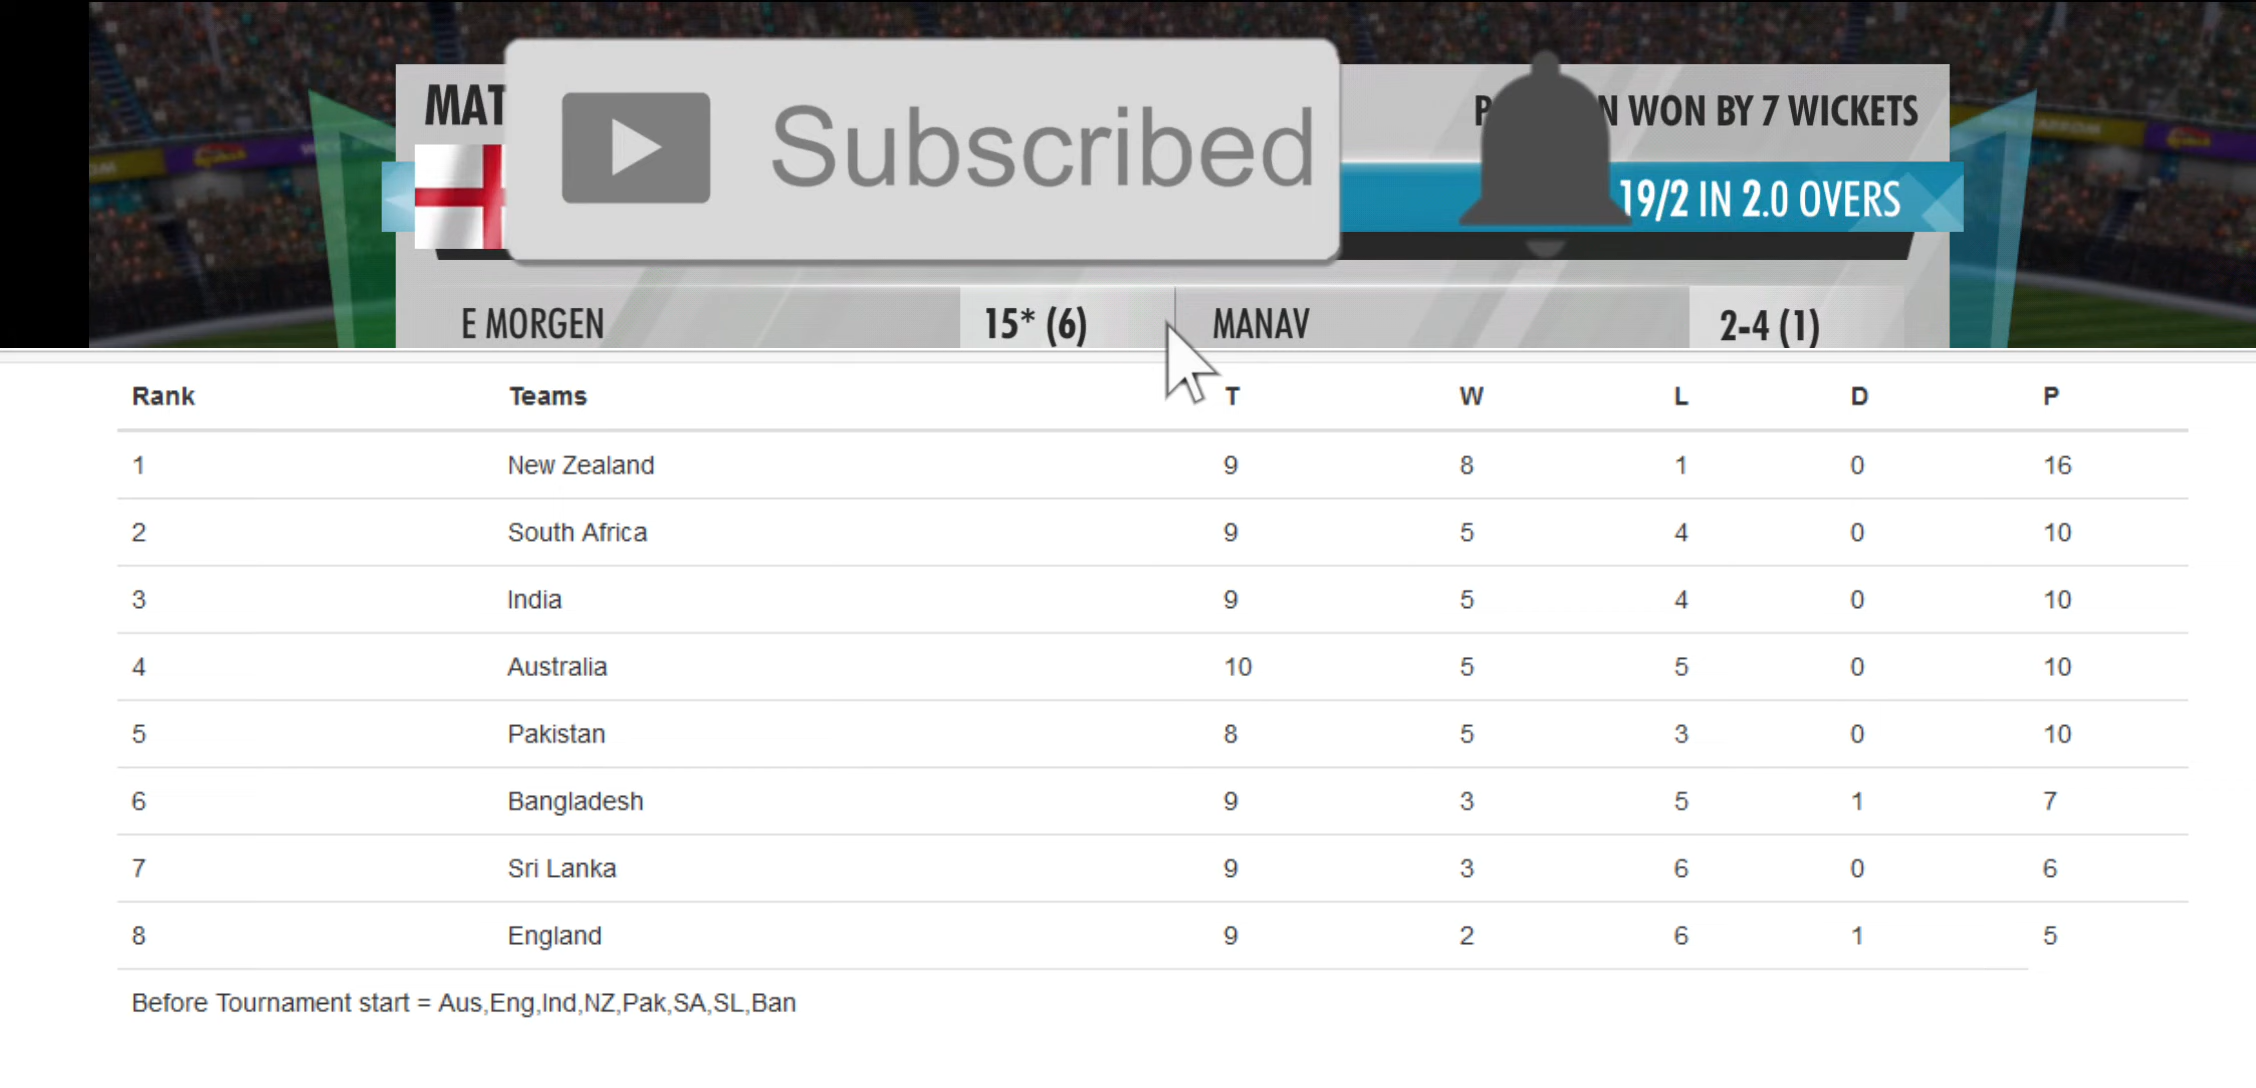 Subscribed
WON BY 7 WICKETS
19/2 IN 2.0 OVERS
E MORGEN 15* (6) MANAV 2-4 (1)
Rank Teams T W L D P
1 New Zealand 9 8 1 0 16
2 South Africa 9 5 4 0 10
3 India 9 5 4 0 10
4 Australia 10 5 5 0 10
5 Pakistan 8 5 3 0 10
6 Bangladesh 9 3 5 1 7
7 Sri Lanka 9 3 6 0 6
8 England 9 2 6 1 5
Before Tournament start = Aus,Eng,Ind,NZ,Pak,SA,SL,Ban